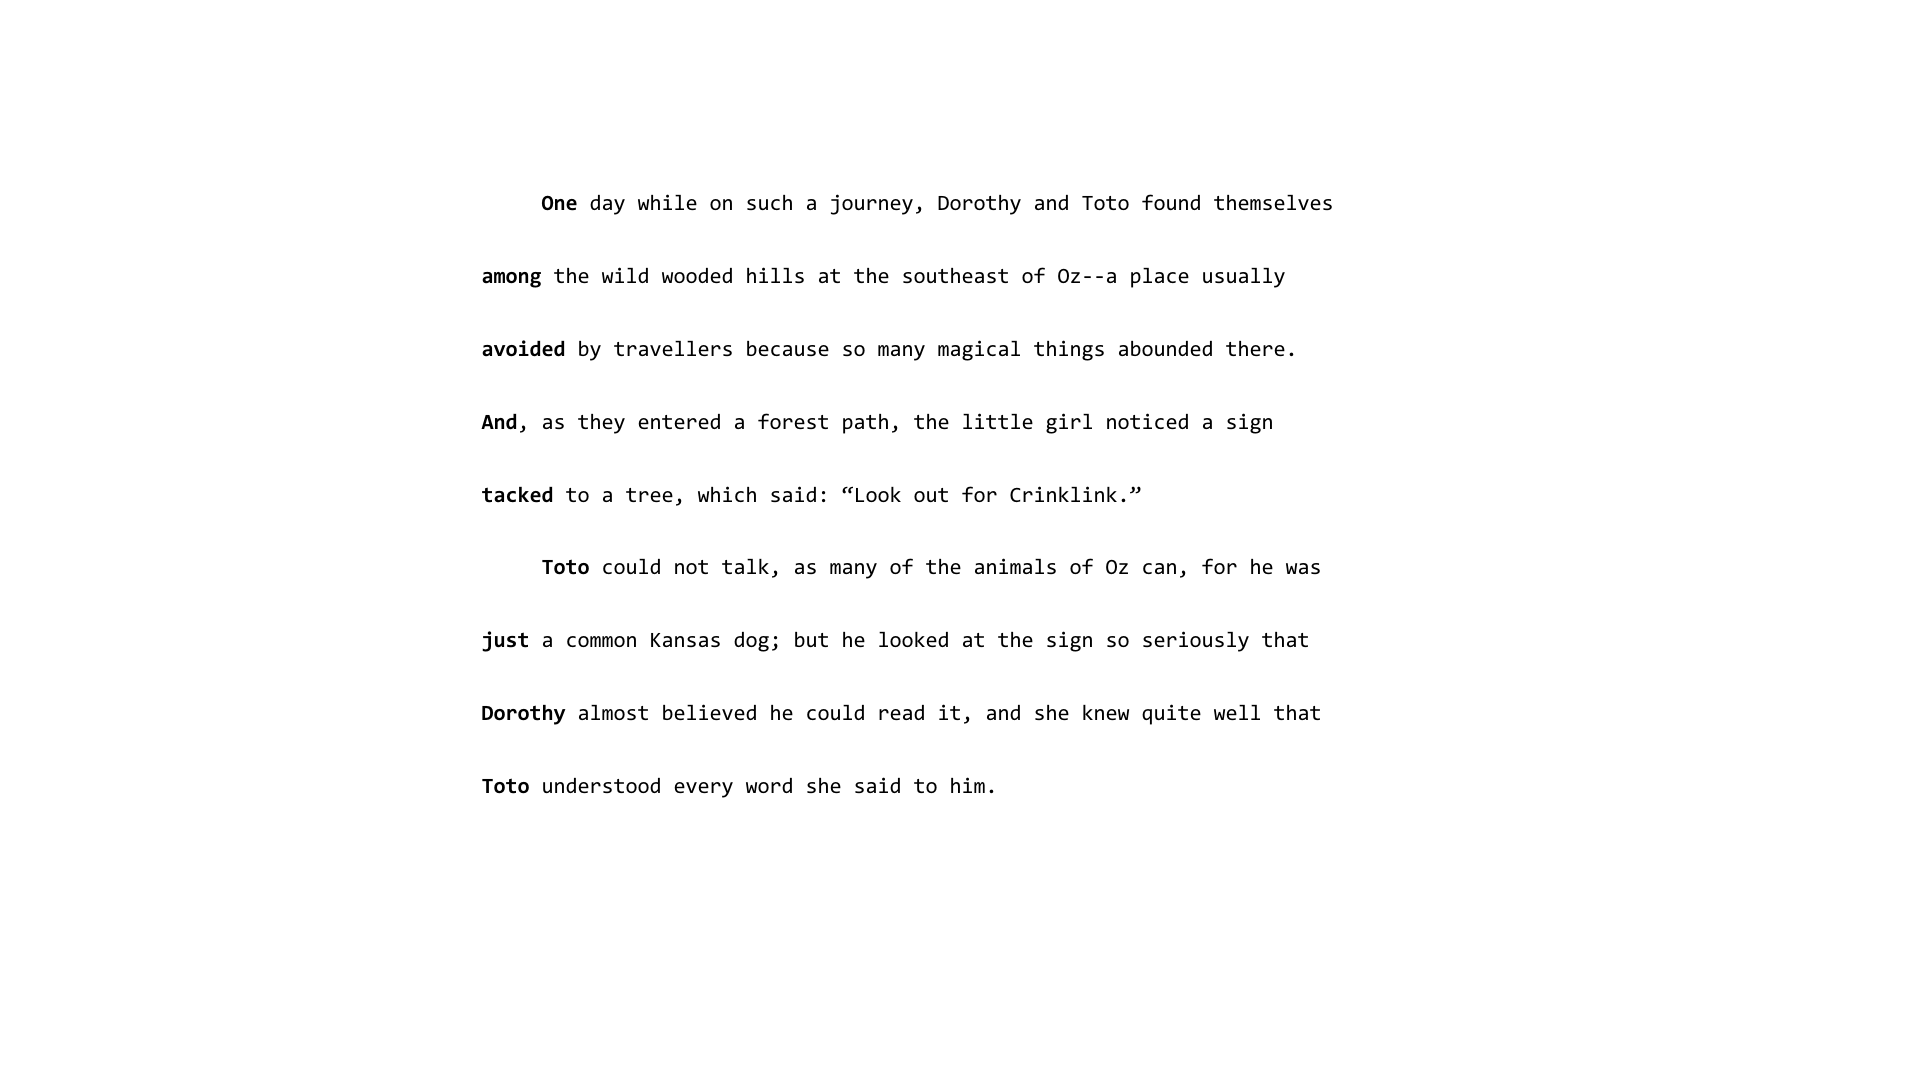 One day while on such a journey, Dorothy and Toto found themselves
among the wild wooded hills at the southeast of Oz--a place usually
avoided by travellers because so many magical things abounded there.
And, as they entered a forest path, the little girl noticed a sign
tacked to a tree, which said: “Look out for Crinklink.”
Toto could not talk, as many of the animals of Oz can, for he was
just a common Kansas dog; but he looked at the sign so seriously that
Dorothy almost believed he could read it, and she knew quite well that
Toto understood every word she said to him.